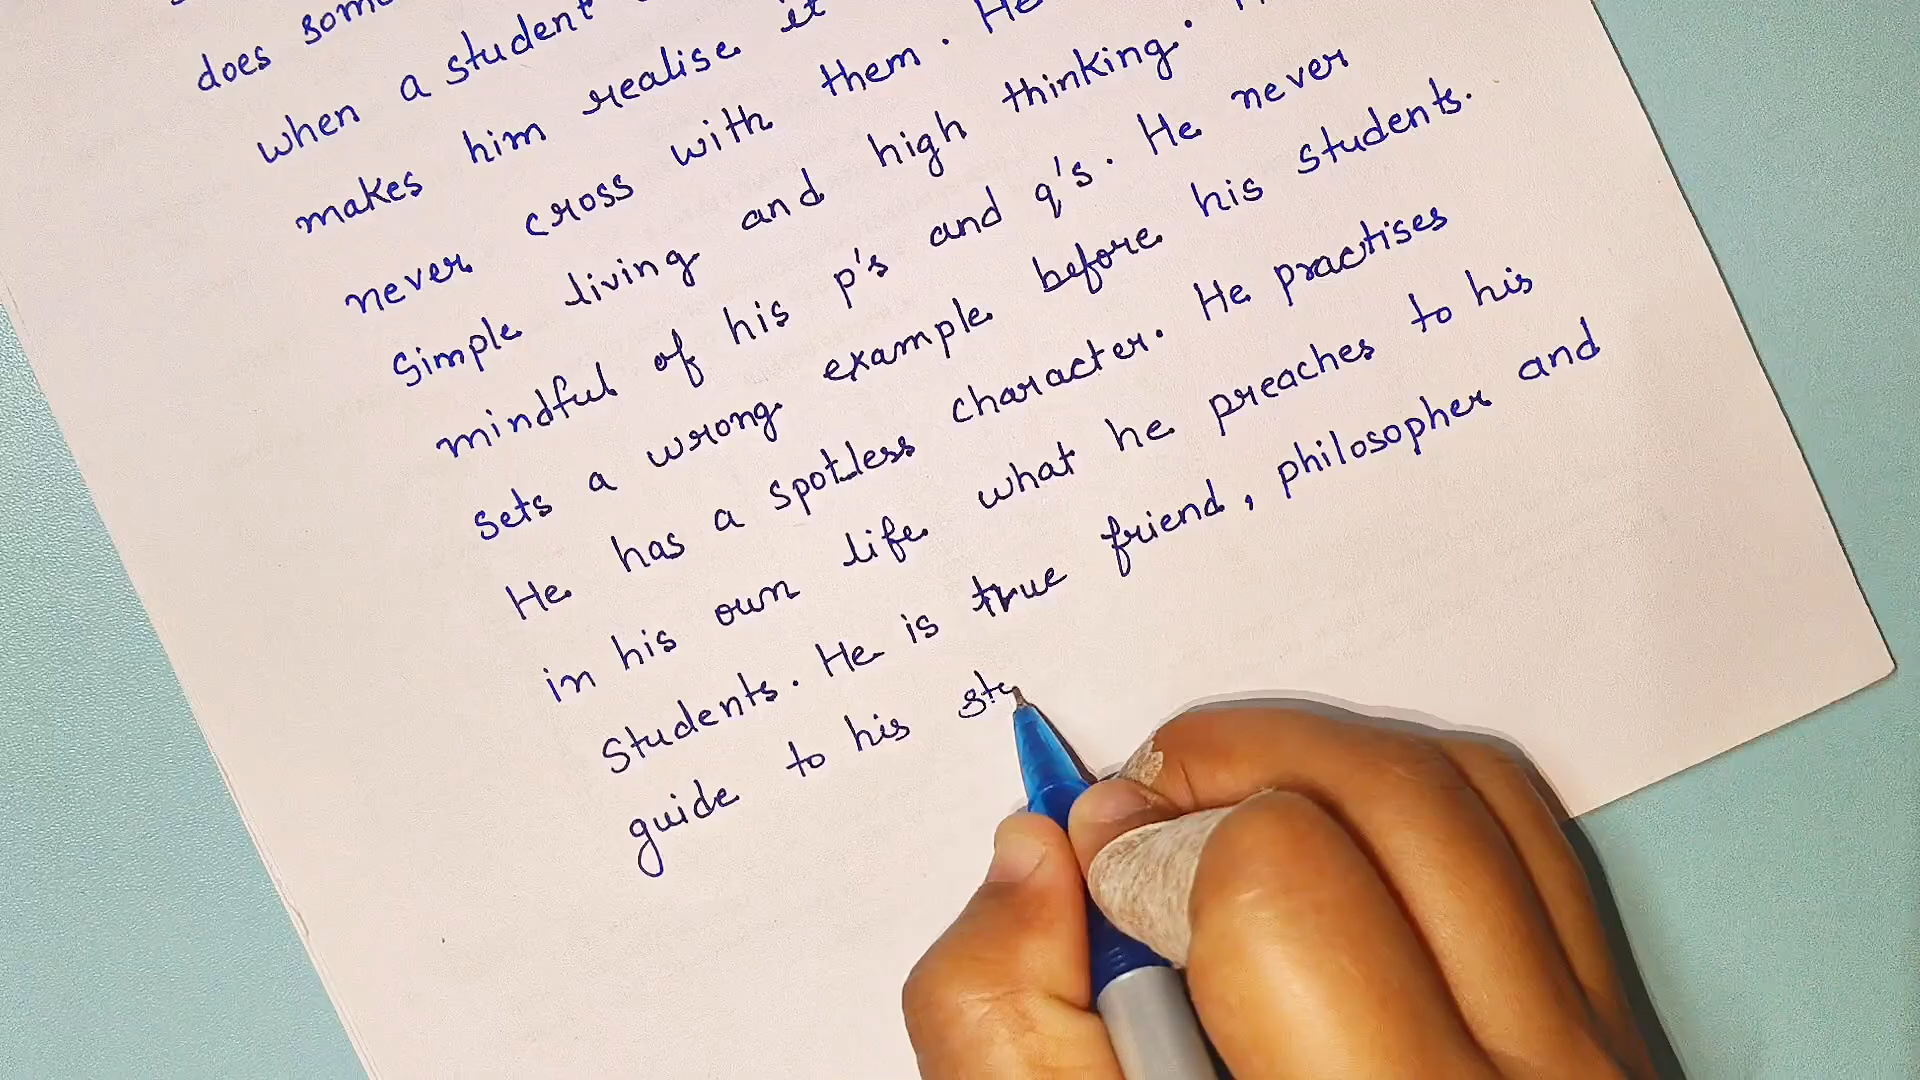 does
when a student
makes him realise it
never cross with them. He
Simple living and high thinking.
mindful of his p's and q's. He never
sets a wrong example before his students.
He has a spotless character. He practises
in his own life what he preaches to his
Students. He is true friend, philosopher and
guide to his